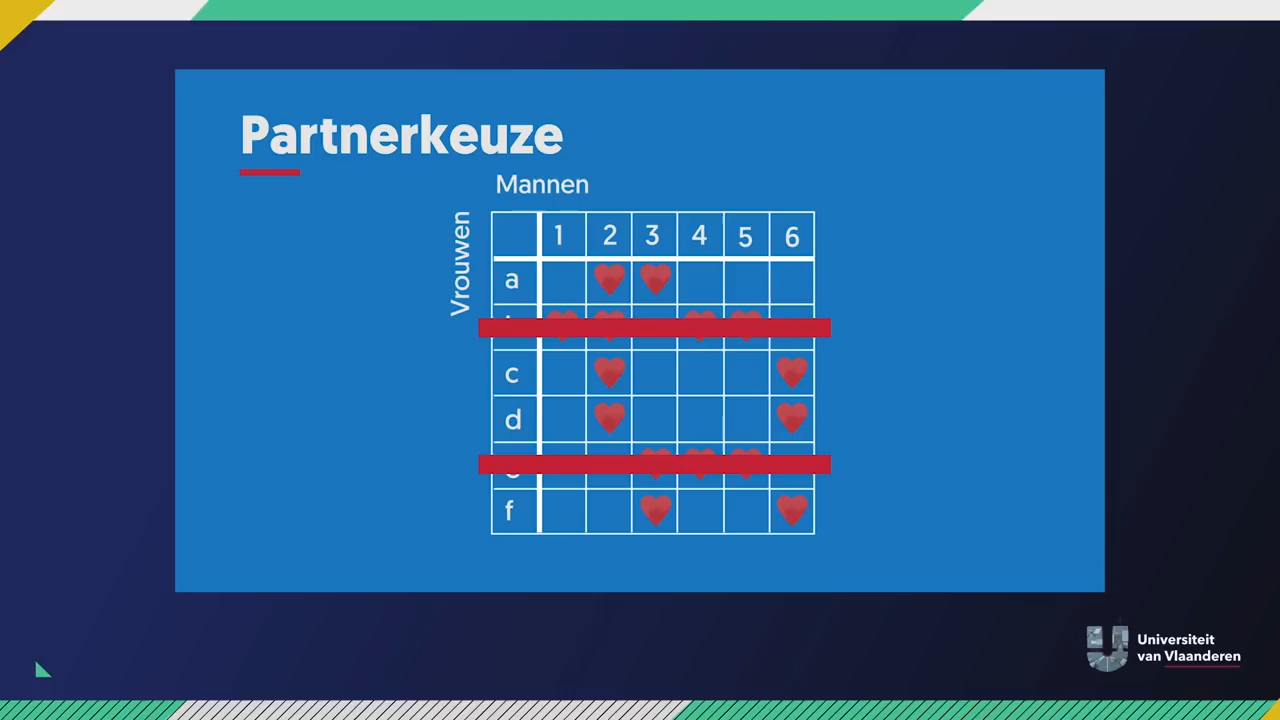 Partnerkeuze
Mannen
Vrouwen
1 2 3 4 5 6
a
c
d
f
Universiteit
van Vlaanderen